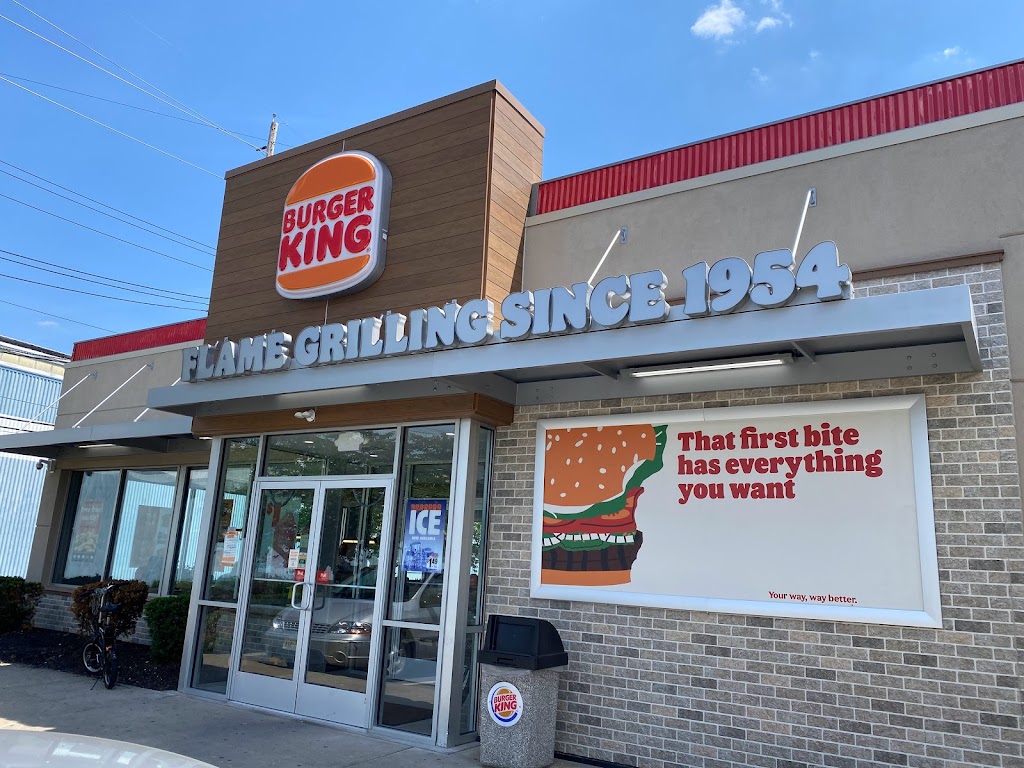 BURGER
KING
FLAME GRILLING SINCE 1954
That first bite
has everything
you want
Your way, way better.
ICE
BURGER
KING